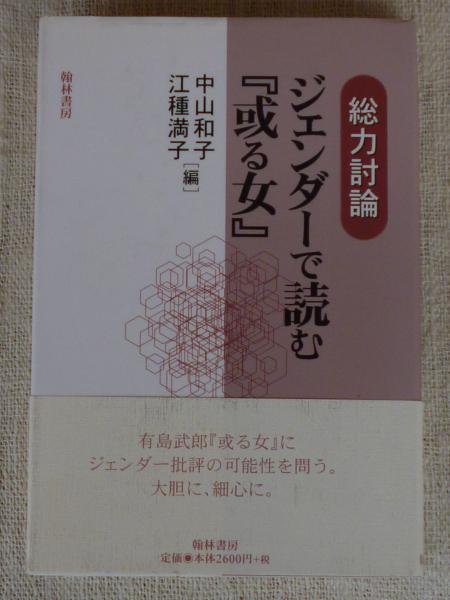 総力討論
ジェンダーで読む
『或る女』
中山和子
江種満子
[編]
翰林書房
有島武郎『或る女』に
ジェンダー批評の可能性を問う。
大胆に、細心に。
翰林書房
定価●本体2600円+税